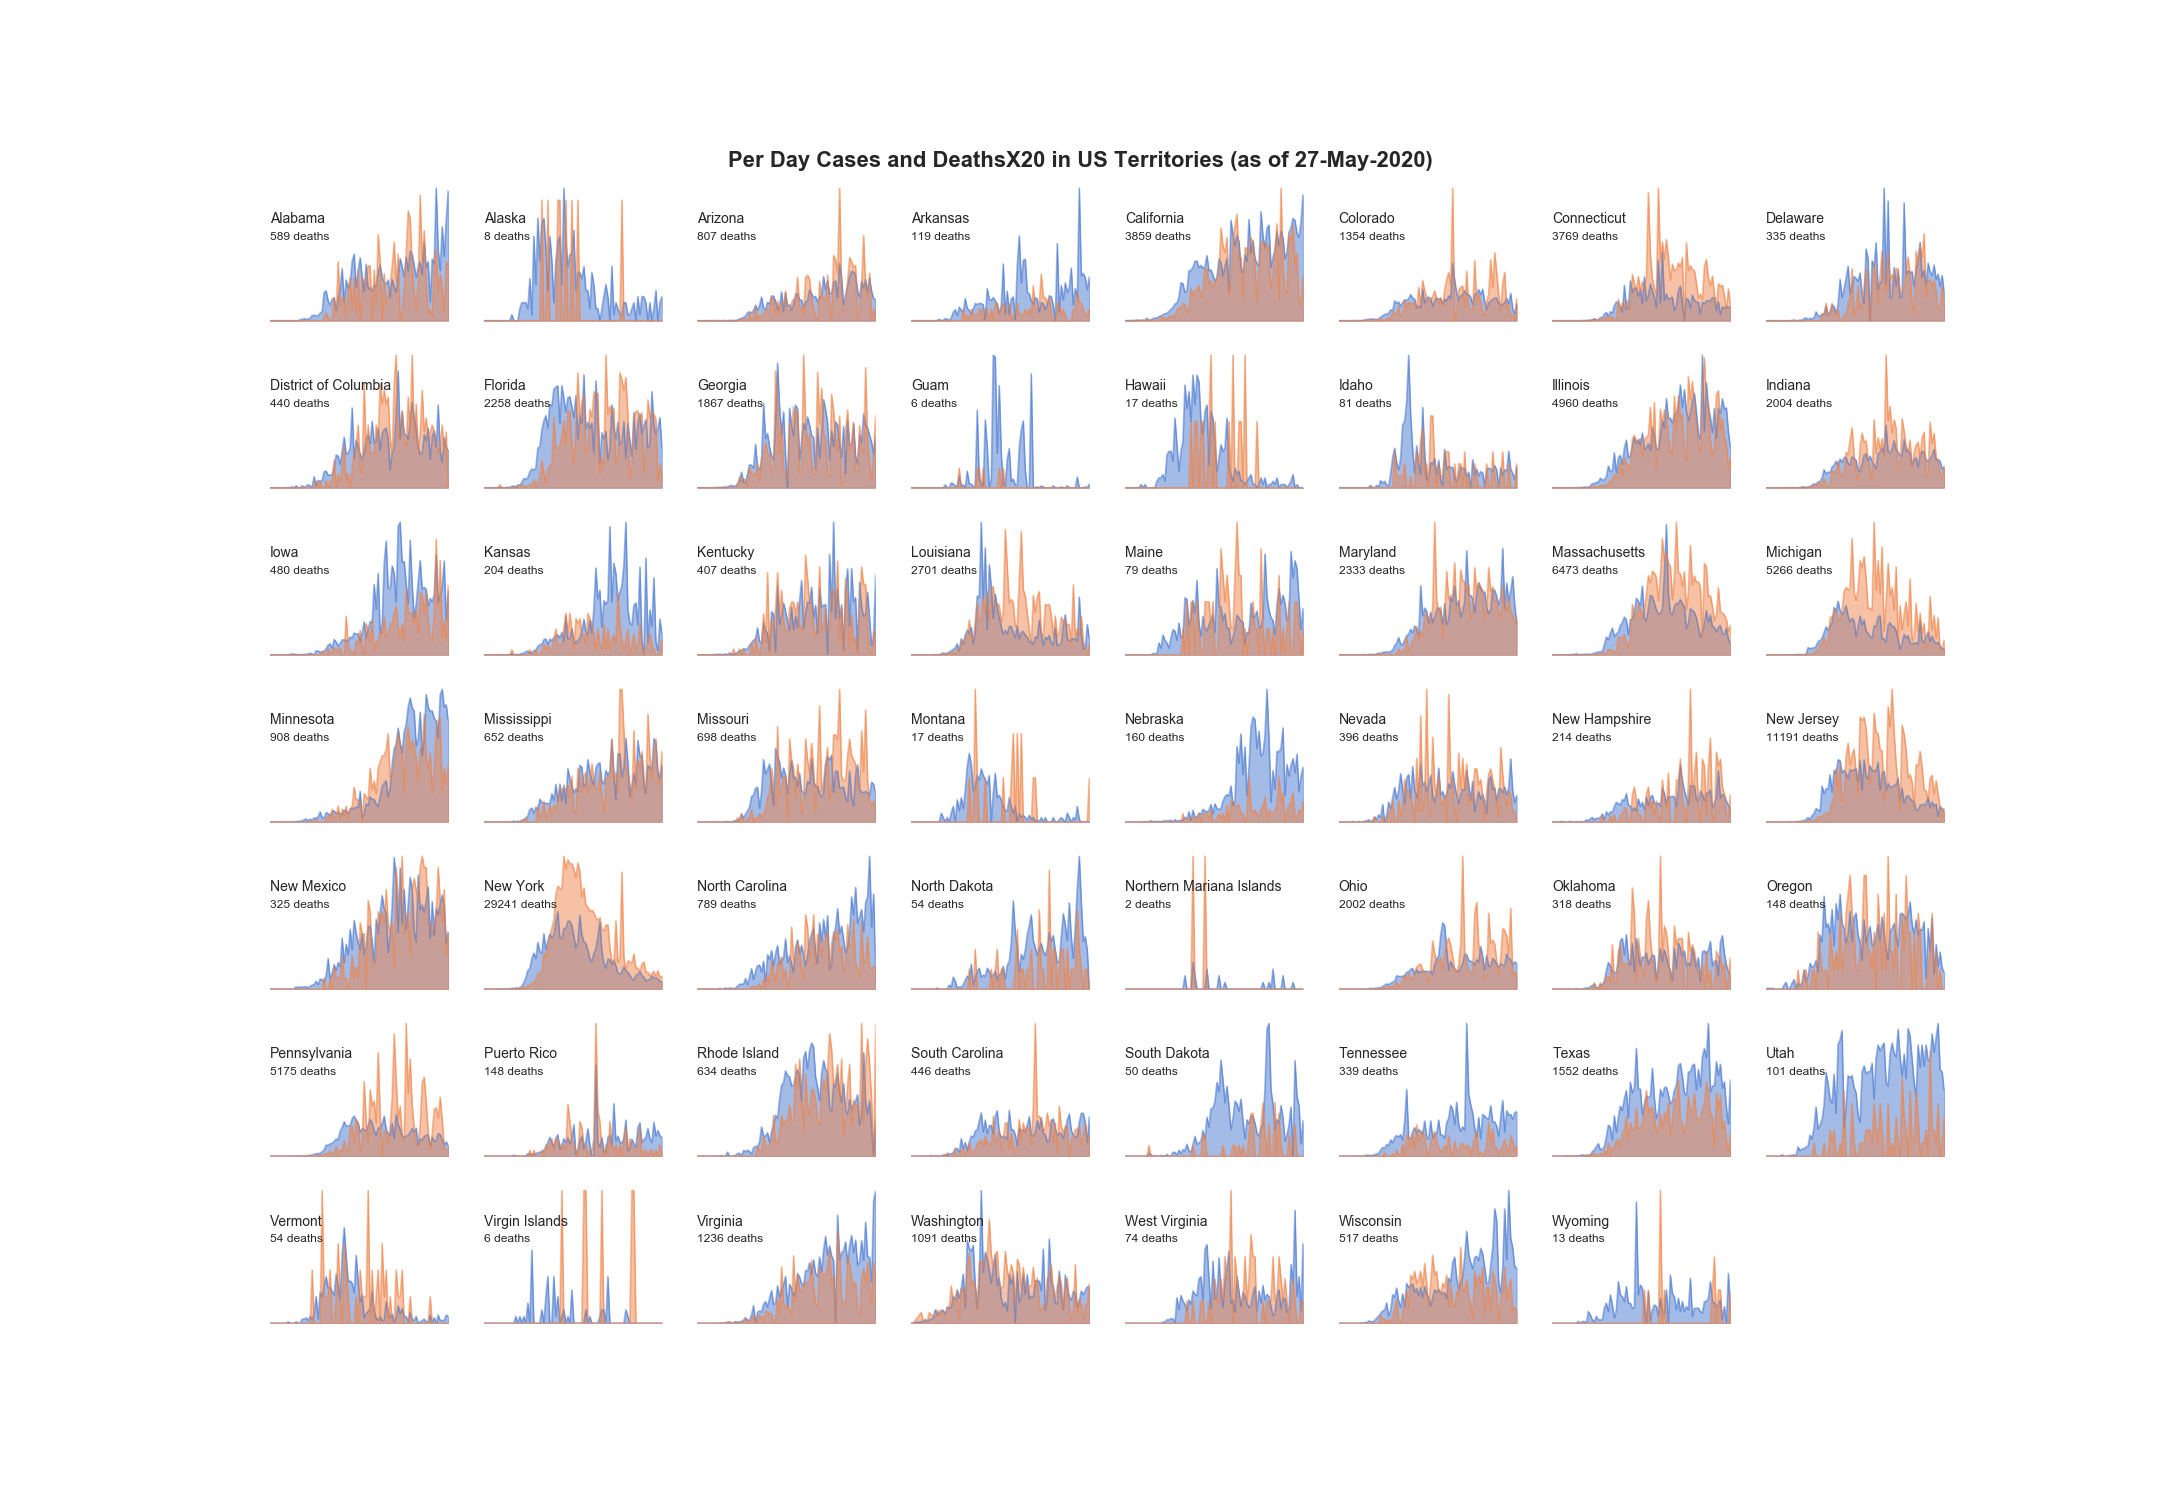 Per Day Cases and DeathsX20 in US Territories (as of 27-May-2020)
Alabama
589 deaths
Alaska
8 deaths
Arizona
807 deaths
Arkansas
119 deaths
California
3859 deaths
Colorado
1354 deaths
Connecticut
3769 deaths
Delaware
335 deaths
District of Columbia
440 deaths
Florida
2258 deaths
Georgia
1867 deaths
Guam
6 deaths
Hawaii
17 deaths
Idaho
81 deaths
Illinois
4960 deaths
Indiana
2004 deaths
Iowa
480 deaths
Kansas
204 deaths
Kentucky
407 deaths
Louisiana
2701 deaths
Maine
79 deaths
Maryland
2333 deaths
Massachusetts
6473 deaths
Michigan
5266 deaths
Minnesota
908 deaths
Mississippi
652 deaths
Missouri
698 deaths
Montana
17 deaths
Nebraska
160 deaths
Nevada
396 deaths
New Hampshire
214 deaths
New Jersey
11191 deaths
New Mexico
325 deaths
New York
29241 deaths
North Carolina
789 deaths
North Dakota
54 deaths
Northern Mariana Islands
2 deaths
Ohio
2002 deaths
Oklahoma
318 deaths
Oregon
148 deaths
Pennsylvania
5175 deaths
Puerto Rico
148 deaths
Rhode Island
634 deaths
South Carolina
446 deaths
South Dakota
50 deaths
Tennessee
339 deaths
Texas
1552 deaths
Utah
101 deaths
Vermont
54 deaths
Virgin Islands
6 deaths
Virginia
1236 deaths
Washington
1091 deaths
West Virginia
74 deaths
Wisconsin
517 deaths
Wyoming
13 deaths